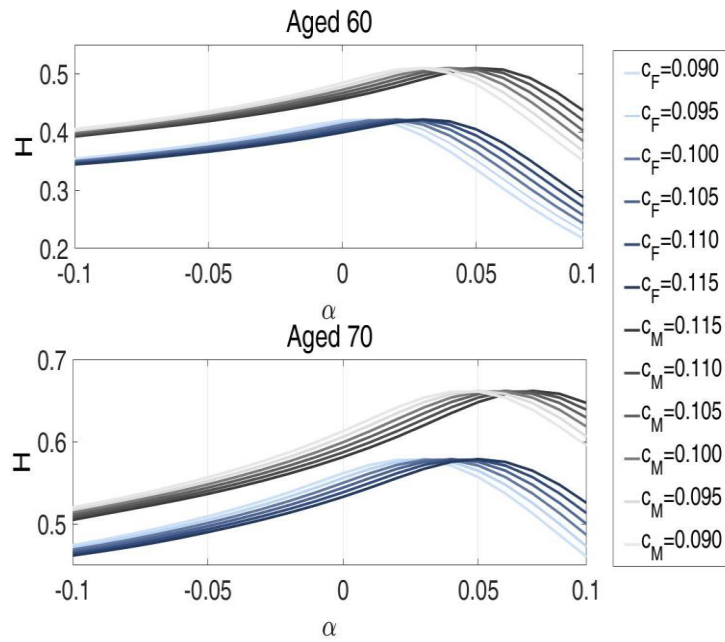 Aged 60
0.5
0.4
0.3
0.2
H
-0.1 -0.05 0 0.05 0.1
α
Aged 70
0.7
0.6
0.5
H
-0.1 -0.05 0 0.05 0.1
α
c_F=0.090
c_F=0.095
c_F=0.100
c_F=0.105
c_F=0.110
c_F=0.115
c_M=0.115
c_M=0.110
c_M=0.105
c_M=0.100
c_M=0.095
c_M=0.090